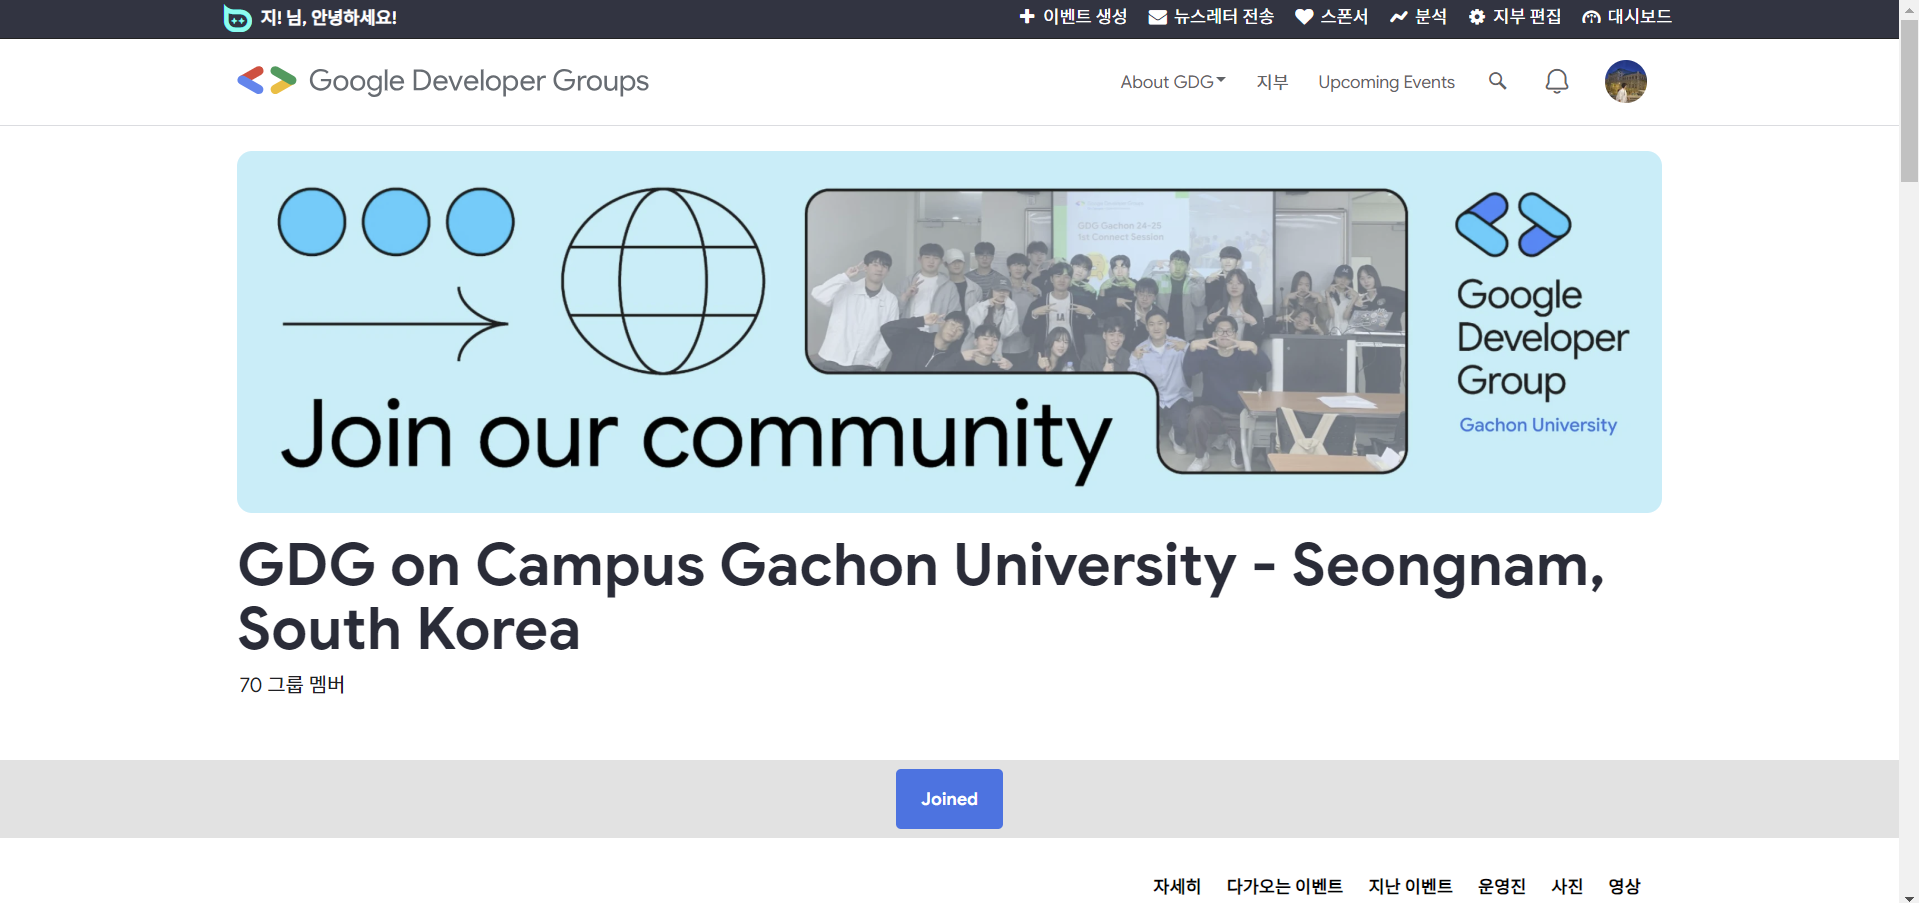 지! 님, 안녕하세요!
이벤트 생성 뉴스레터 전송 스폰서 분석 지부 편집 대시보드
Google Developer Groups
About GDG 지부 Upcoming Events
GDG Gachon 24-25
1st Connect Session
Join our community
Google
Developer
Group
Gachon University
GDG on Campus Gachon University - Seongnam,
South Korea
70 그룹 멤버
Joined
자세히 다가오는 이벤트 지난 이벤트 운영진 사진 영상